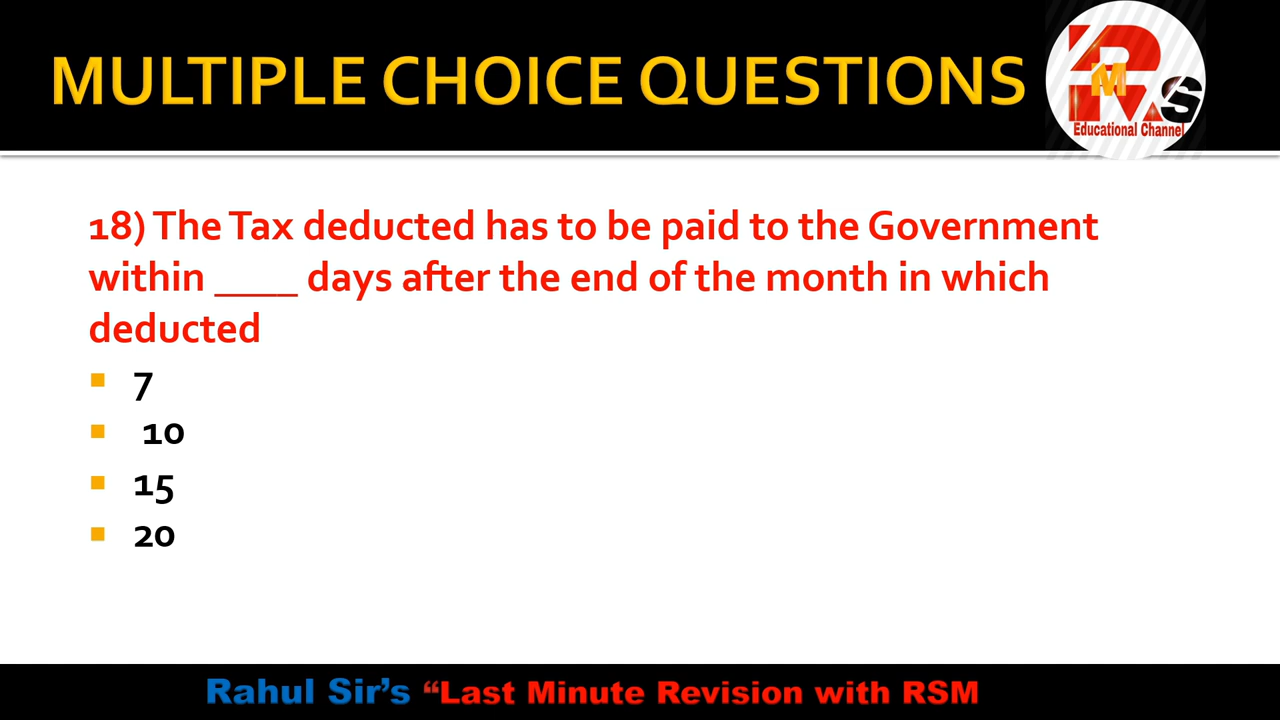 MULTIPLE CHOICE QUESTIONS
RMS
Educational Channel
18) The Tax deducted has to be paid to the Government
within ____ days after the end of the month in which
deducted
7
10
15
20
Rahul Sir’s “Last Minute Revision with RSM